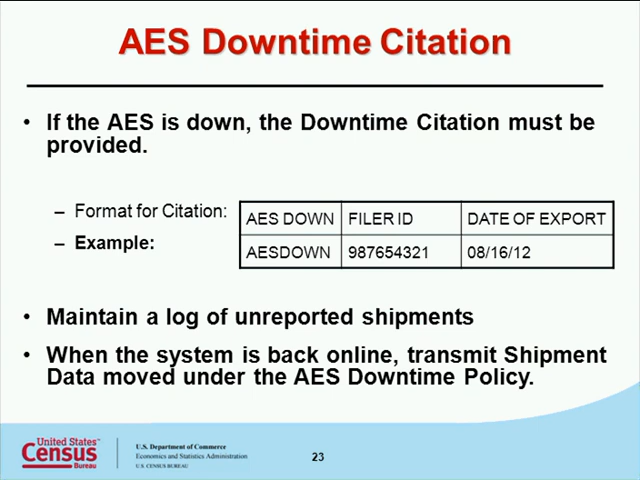 AES Downtime Citation
• If the AES is down, the Downtime Citation must be
provided.
– Format for Citation:
AES DOWN FILER ID DATE OF EXPORT
– Example:
AESDOWN 987654321 08/16/12
• Maintain a log of unreported shipments
• When the system is back online, transmit Shipment
Data moved under the AES Downtime Policy.
United States™
Census
Bureau
U.S. Department of Commerce
Economics and Statistics Administration
U.S. CENSUS BUREAU
23